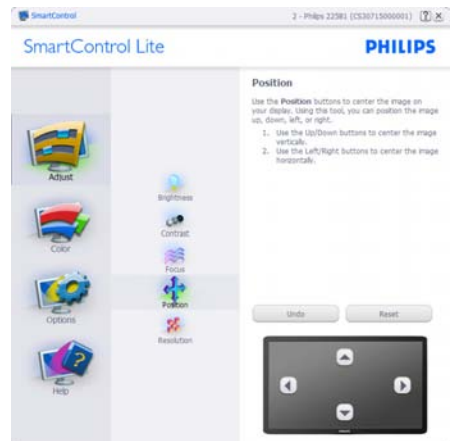 SmartControl
2 - Philips 225B1 (CS30715000001)
SmartControl Lite
PHILIPS
Adjust
Color
Options
Help
Brightness
Contrast
Focus
Position
Resolution
Position
Use the Position buttons to center the image on
your display. Using this tool, you can position the image
up, down, left, or right.
1. Use the Up/Down buttons to center the image
vertically.
2. Use the Left/Right buttons to center the image
horizontally.
Undo
Reset